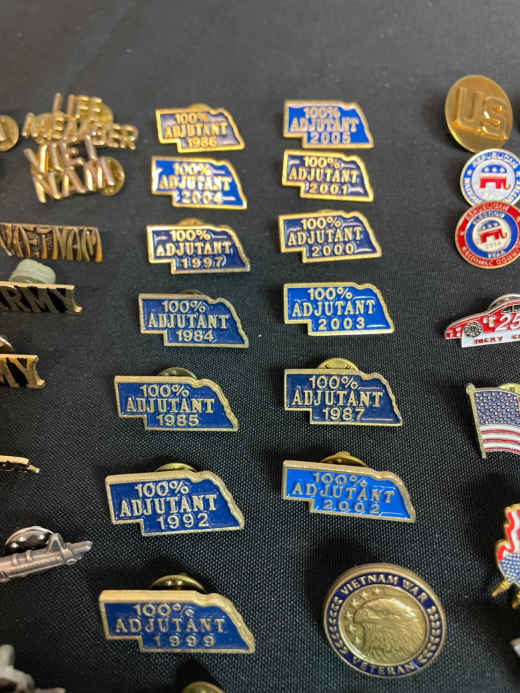 LIFE
MEMBER
VIET
NAM
VIETNAM
ARMY
100%
ADJUTANT
1986
100%
ADJUTANT
2004
100%
ADJUTANT
1997
100%
ADJUTANT
1984
100%
ADJUTANT
1985
100%
ADJUTANT
1992
100%
ADJUTANT
1999
100%
ADJUTANT
2005
100%
ADJUTANT
2001
100%
ADJUTANT
2000
100%
ADJUTANT
2003
100%
ADJUTANT
1987
100%
ADJUTANT
2002
VIETNAM WAR
VETERAN
US
REPUBLICAN
25